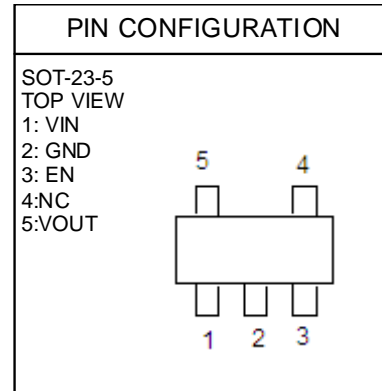 PIN CONFIGURATION
SOT-23-5
TOP VIEW
1: VIN
2: GND
3: EN
4:NC
5:VOUT
5 4
1 2 3